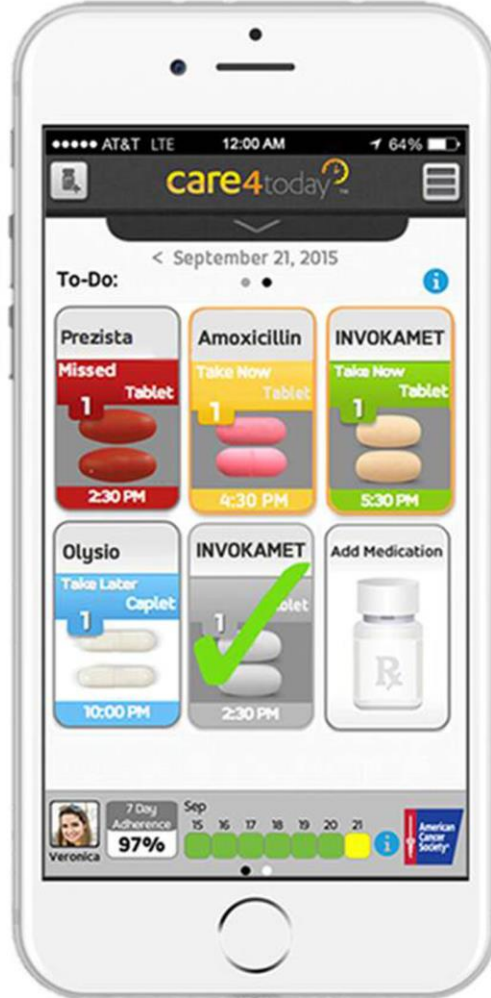 AT&T LTE 12:00 AM 64%
care4today™
< September 21, 2015
To-Do:
Prezista
Missed
Tablet
1
2:30 PM
Amoxicillin
Take Now
Tablet
1
4:30 PM
INVOKAMET
Take Now
Tablet
1
5:30 PM
Olysio
Take Later
Caplet
1
10:00 PM
INVOKAMET
1
2:30 PM
Add Medication
Rx
Veronica
7 Day
Adherence
97%
Sep
15 16 17 18 19 20 21
American
Cancer
Society®